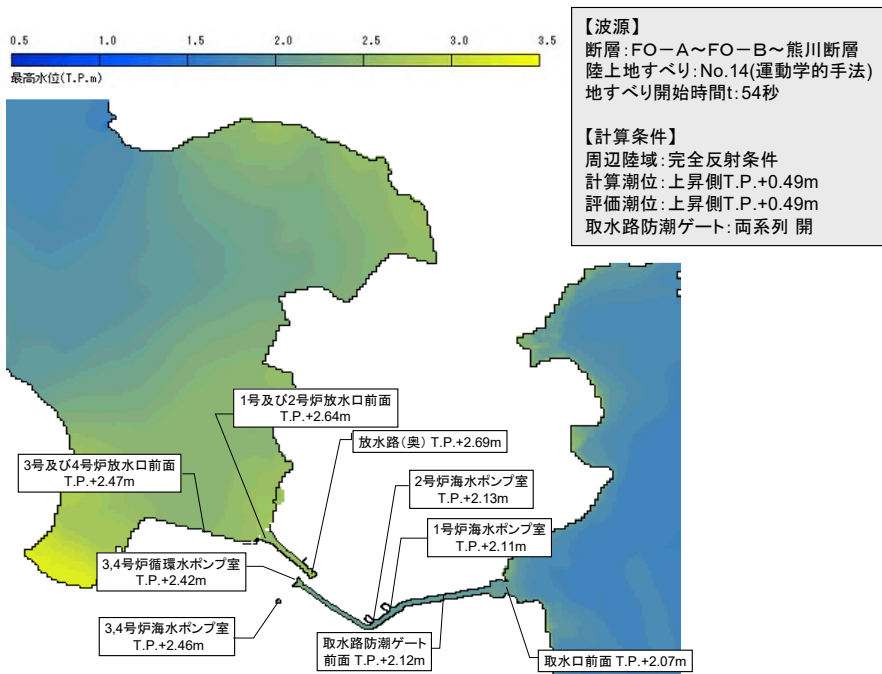 0.5 1.0 1.5 2.0 2.5 3.0 3.5
最高水位(T.P.m)
【波源】
断層:FO-A~FO-B~熊川断層
陸上地すべり:No.14(運動学的手法)
地すべり開始時間t:54秒
【計算条件】
周辺陸域:完全反射条件
計算潮位:上昇側T.P.+0.49m
評価潮位:上昇側T.P.+0.49m
取水路防潮ゲート:両系列 開
1号及び2号炉放水口前面
T.P.+2.64m
放水路(奥) T.P.+2.69m
3号及び4号炉放水口前面
T.P.+2.47m
2号炉海水ポンプ室
T.P.+2.13m
1号炉海水ポンプ室
T.P.+2.11m
3,4号炉循環水ポンプ室
T.P.+2.42m
3,4号炉海水ポンプ室
T.P.+2.46m
取水路防潮ゲート
前面 T.P.+2.12m
取水口前面 T.P.+2.07m